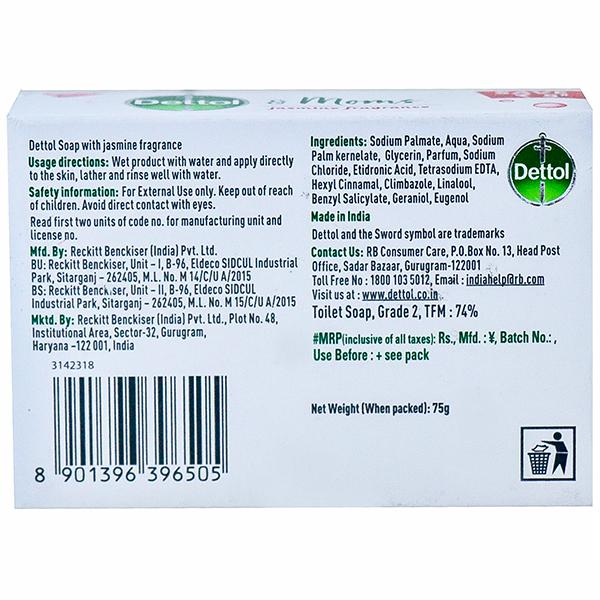 Dettol & Moms
jasmine fragrance
Dettol Soap with jasmine fragrance
Usage directions: Wet product with water and apply directly
to the skin, lather and rinse well with water.
Safety information: For External Use only. Keep out of reach
of children. Avoid direct contact with eyes.
Read first two units of code no. for manufacturing unit and
license no.
Mfd. By: Reckitt Benckiser (India) Pvt. Ltd.
BU: Reckitt Benckiser, Unit – I, B-96, Eldeco SIDCUL Industrial
Park, Sitarganj – 262405, M.L. No. M 14/C/U A/2015
BS: Reckitt Benckiser, Unit – II, B-96, Eldeco SIDCUL
Industrial Park, Sitarganj – 262405, M.L. No. M 15/C/U A/2015
Mktd. By: Reckitt Benckiser (India) Pvt. Ltd., Plot No. 48,
Institutional Area, Sector-32, Gurugram,
Haryana -122 001, India
3142318
8 901396 396505
Ingredients: Sodium Palmate, Aqua, Sodium
Palm kernelate, Glycerin, Parfum, Sodium
Chloride, Etidronic Acid, Tetrasodium EDTA,
Hexyl Cinnamal, Climbazole, Linalool,
Benzyl Salicylate, Geraniol, Eugenol
Dettol
Made in India
Dettol and the Sword symbol are trademarks
Contact Us: RB Consumer Care, P.O.Box No. 13, Head Post
Office, Sadar Bazaar, Gurugram-122001
Toll Free No : 1800 103 5012, Email : indiahelp@rb.com
Visit us at : www.dettol.co.in
Toilet Soap, Grade 2, TFM : 74%
#MRP(inclusive of all taxes): Rs., Mfd. : ¥, Batch No.: ,
Use Before : + see pack
Net Weight (When packed): 75g